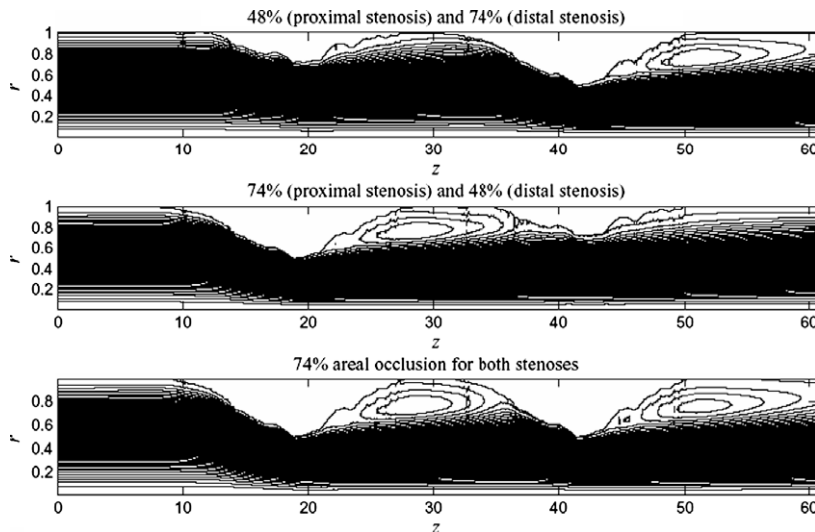 48% (proximal stenosis) and 74% (distal stenosis)
1
0.8
0.6
0.4
0.2
r
0 10 20 30 40 50 60
z
74% (proximal stenosis) and 48% (distal stenosis)
1
0.8
0.6
0.4
0.2
r
0 10 20 30 40 50 60
z
74% areal occlusion for both stenoses
0.8
0.6
0.4
0.2
r
0 10 20 30 40 50 60
z